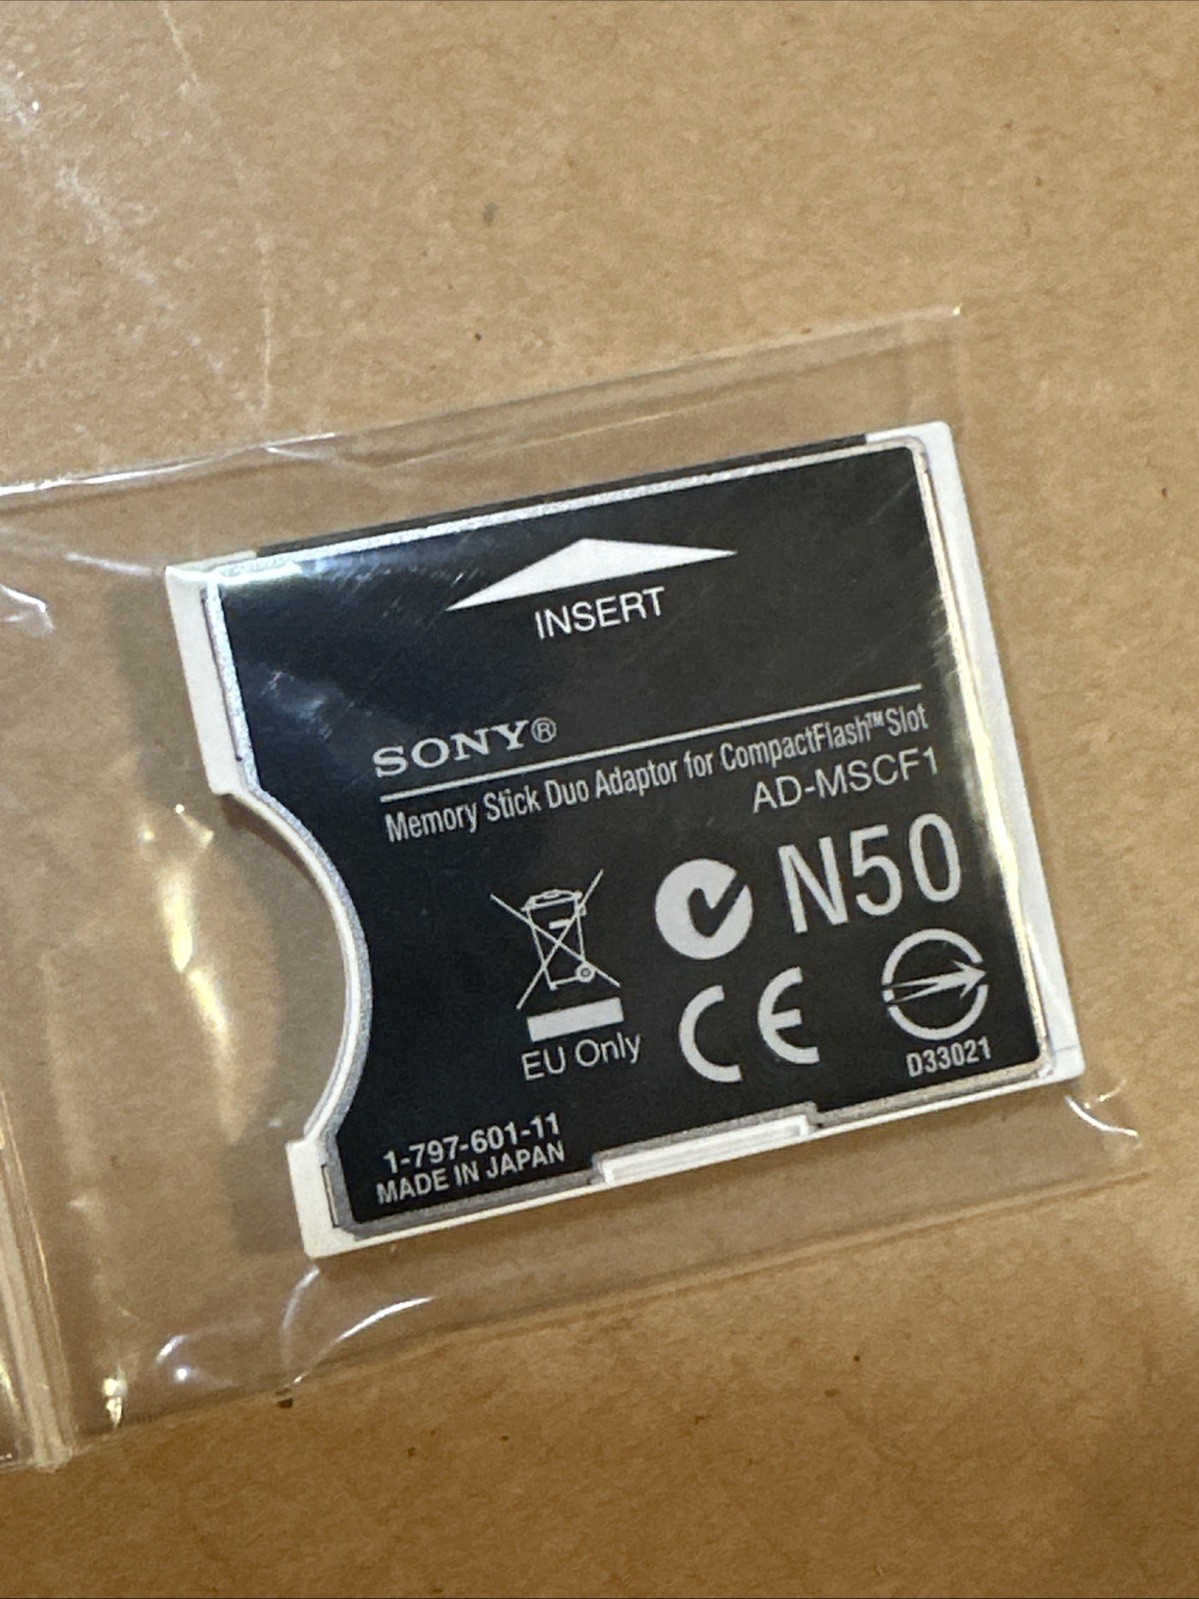 INSERT
SONY®
Memory Stick Duo Adaptor for CompactFlash™ Slot
AD-MSCF1
N50
CE
EU Only
D33021
1-797-601-11
MADE IN JAPAN